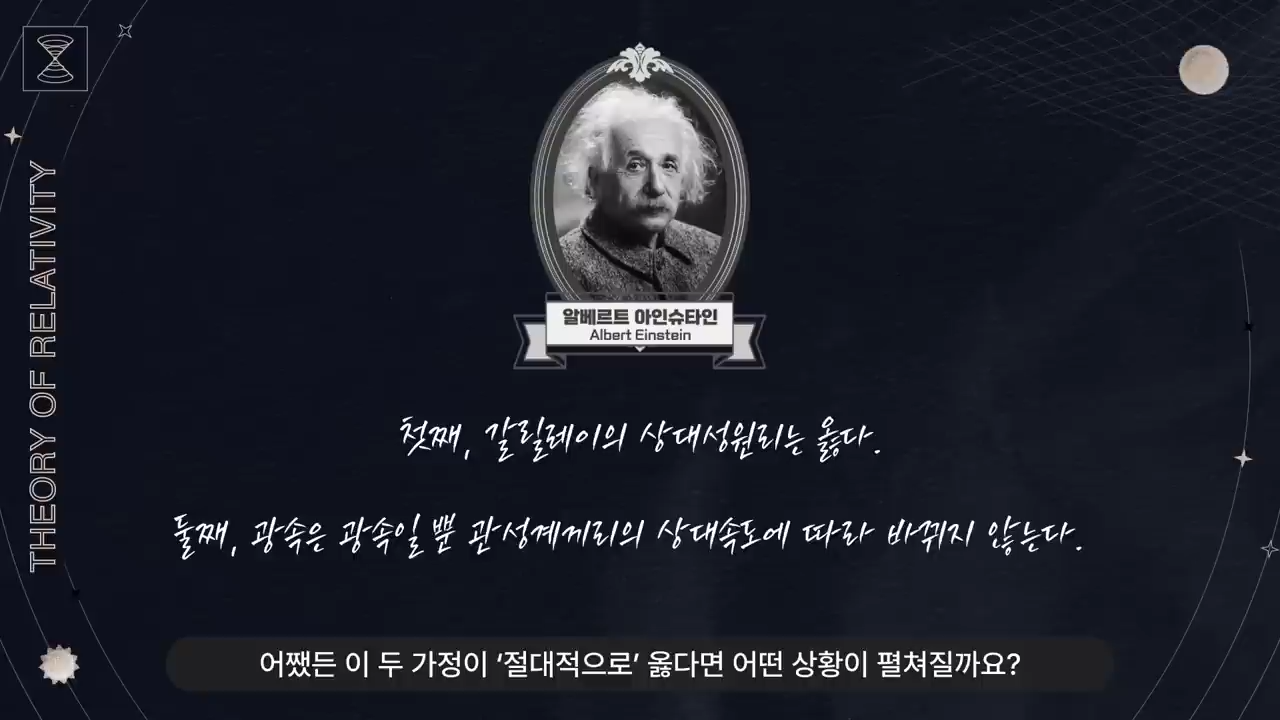 THEORY OF RELATIVITY
알베르트 아인슈타인
Albert Einstein
첫째, 갈릴레이의 상대성원리는 옳다.
둘째, 광속은 광속일 뿐 관성계끼리의 상대속도에 따라 바뀌지 않는다.
어쨌든 이 두 가정이 ‘절대적으로’ 옳다면 어떤 상황이 펼쳐질까요?